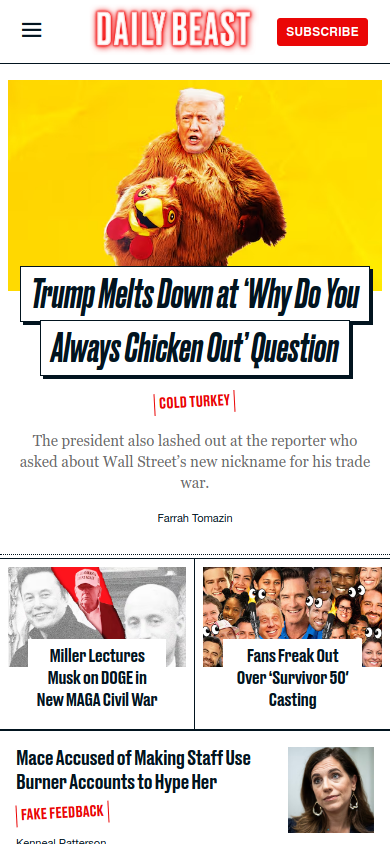 DAILY BEAST
SUBSCRIBE
Trump Melts Down at ‘Why Do You
Always Chicken Out’ Question
COLD TURKEY
The president also lashed out at the reporter who
asked about Wall Street’s new nickname for his trade
war.
Farrah Tomazin
Miller Lectures
Musk on DOGE in
New MAGA Civil War
Fans Freak Out
Over ‘Survivor 50’
Casting
Mace Accused of Making Staff Use
Burner Accounts to Hype Her
FAKE FEEDBACK
Kenneal Patterson